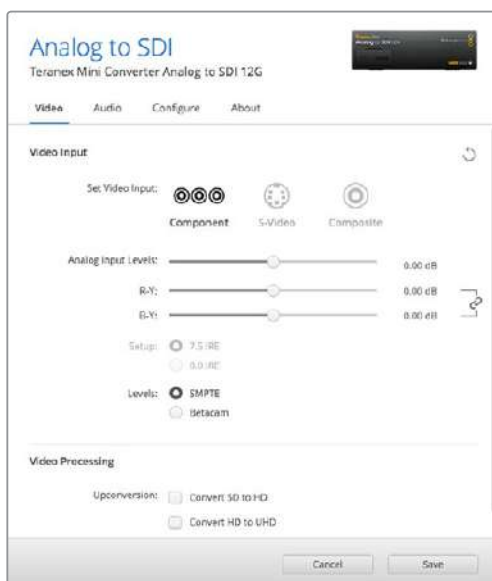 Analog to SDI
Teranex Mini Converter Analog to SDI 12G
Video Audio Configure About
Video Input
Set Video Input:
Component S-Video Composite
Analog Input Levels: 0.00 dB
R-Y: 0.00 dB
B-Y: 0.00 dB
Setup: 7.5 IRE
0.0 IRE
Levels: SMPTE
Betacam
Video Processing
Upconversion: Convert SD to HD
Convert HD to UHD
Cancel Save